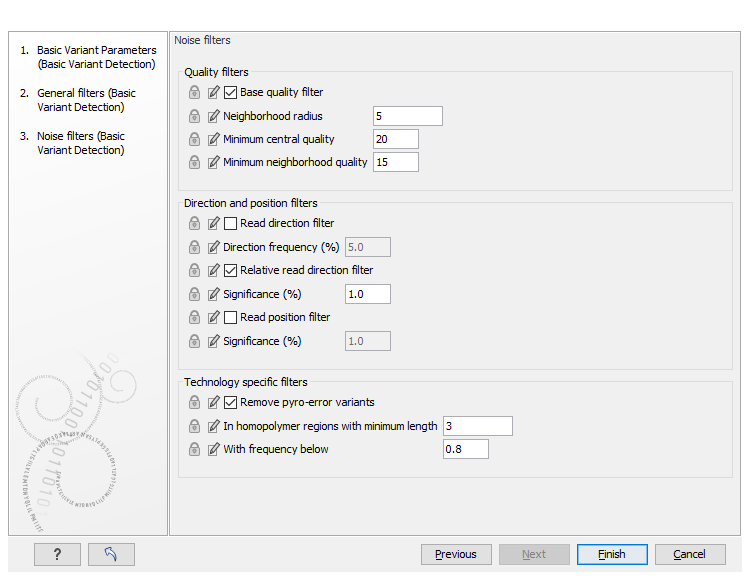 1. Basic Variant Parameters
(Basic Variant Detection)
2. General filters (Basic
Variant Detection)
3. Noise filters (Basic
Variant Detection)
Noise filters
Quality filters
Base quality filter
Neighborhood radius 5
Minimum central quality 20
Minimum neighborhood quality 15
Direction and position filters
Read direction filter
Direction frequency (%) 5.0
Relative read direction filter
Significance (%) 1.0
Read position filter
Significance (%) 1.0
Technology specific filters
Remove pyro-error variants
In homopolymer regions with minimum length 3
With frequency below 0.8
? Previous Next Finish Cancel